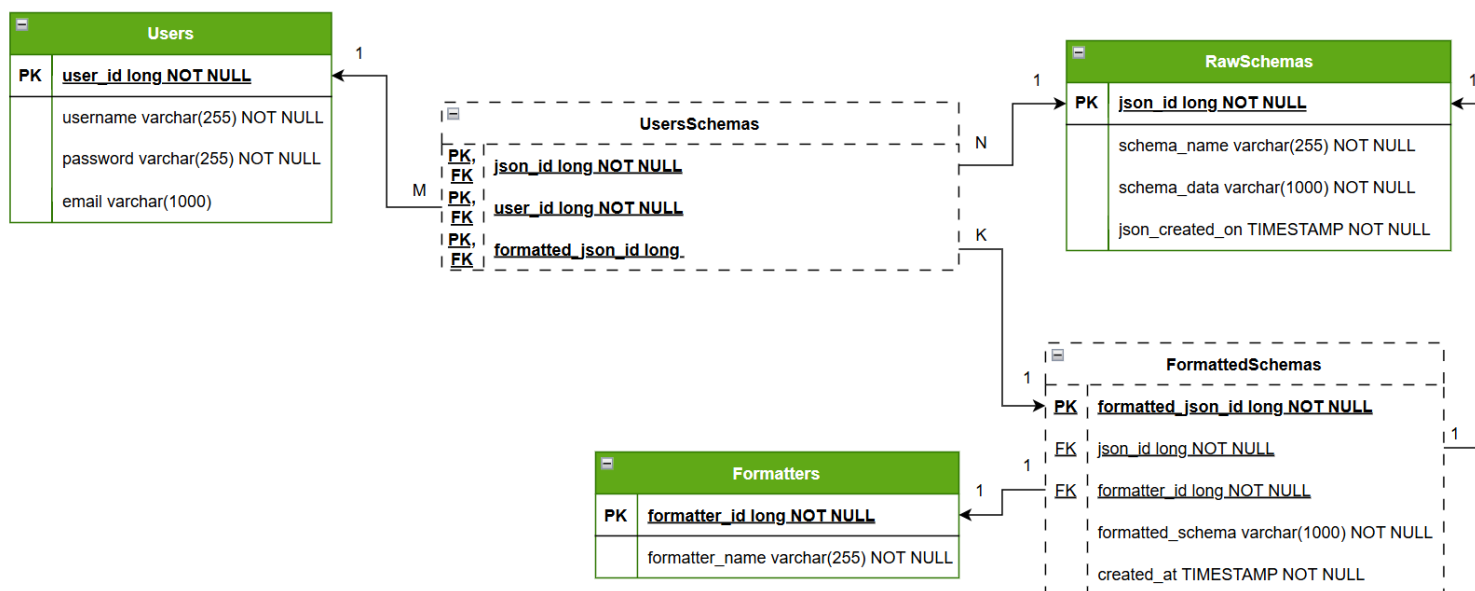 Users
PK user_id long NOT NULL
username varchar(255) NOT NULL
password varchar(255) NOT NULL
email varchar(1000)
1
M
UsersSchemas
PK, FK json_id long NOT NULL
PK, FK user_id long NOT NULL
PK, FK formatted_json_id long
N
1
K
1
RawSchemas
PK json_id long NOT NULL
schema_name varchar(255) NOT NULL
schema_data varchar(1000) NOT NULL
json_created_on TIMESTAMP NOT NULL
1
FormattedSchemas
PK formatted_json_id long NOT NULL
FK json_id long NOT NULL
FK formatter_id long NOT NULL
formatted_schema varchar(1000) NOT NULL
created_at TIMESTAMP NOT NULL
1
1
1
Formatters
PK formatter_id long NOT NULL
formatter_name varchar(255) NOT NULL